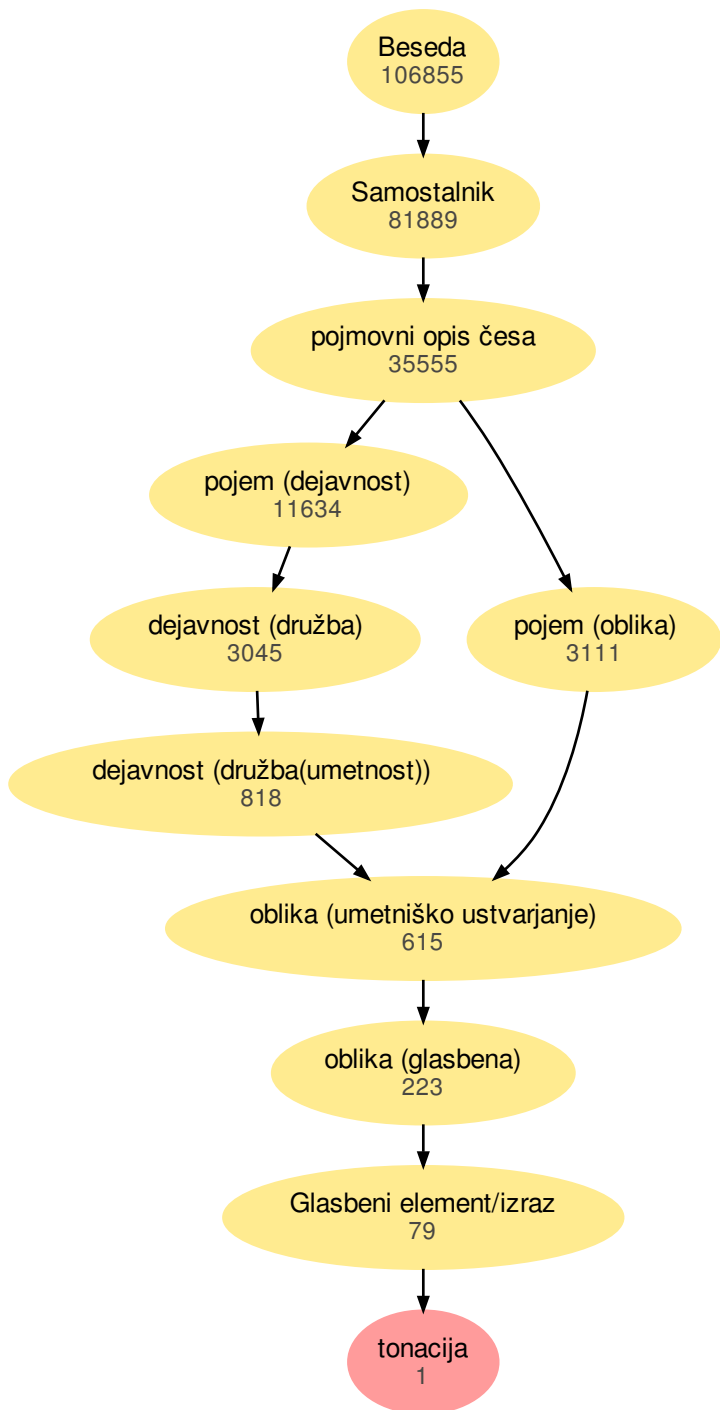 Beseda
106855
Samostalnik
81889
pojmovni opis česa
35555
pojem (dejavnost)
11634
dejavnost (družba)
3045
pojem (oblika)
3111
dejavnost (družba(umetnost))
818
oblika (umetniško ustvarjanje)
615
oblika (glasbena)
223
Glasbeni element/izraz
79
tonacija
1